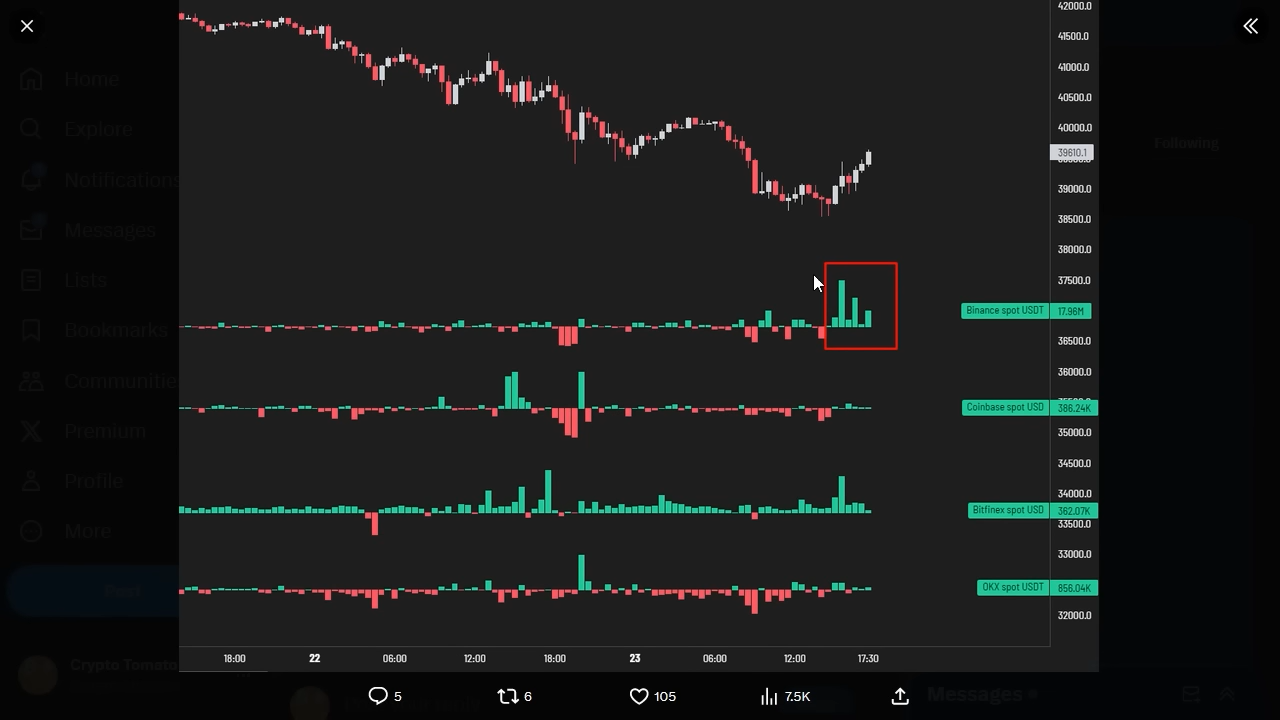 Home
Explore
Notifications
Messages
Lists
Bookmarks
Communitie
Premium
Profile
More
Post
Crypto Tomato
Following
42000.0
41500.0
41000.0
40500.0
40000.0
39610.1
39000.0
38500.0
38000.0
37500.0
Binance spot USDT 17.96M
36500.0
36000.0
Coinbase spot USD 386.24K
35000.0
34500.0
34000.0
Bitfinex spot USD 362.07K
33500.0
33000.0
OKX spot USDT 856.04K
32000.0
18:00 22 06:00 12:00 18:00 23 06:00 12:00 17:30
5 6 105 7.5K
Messages